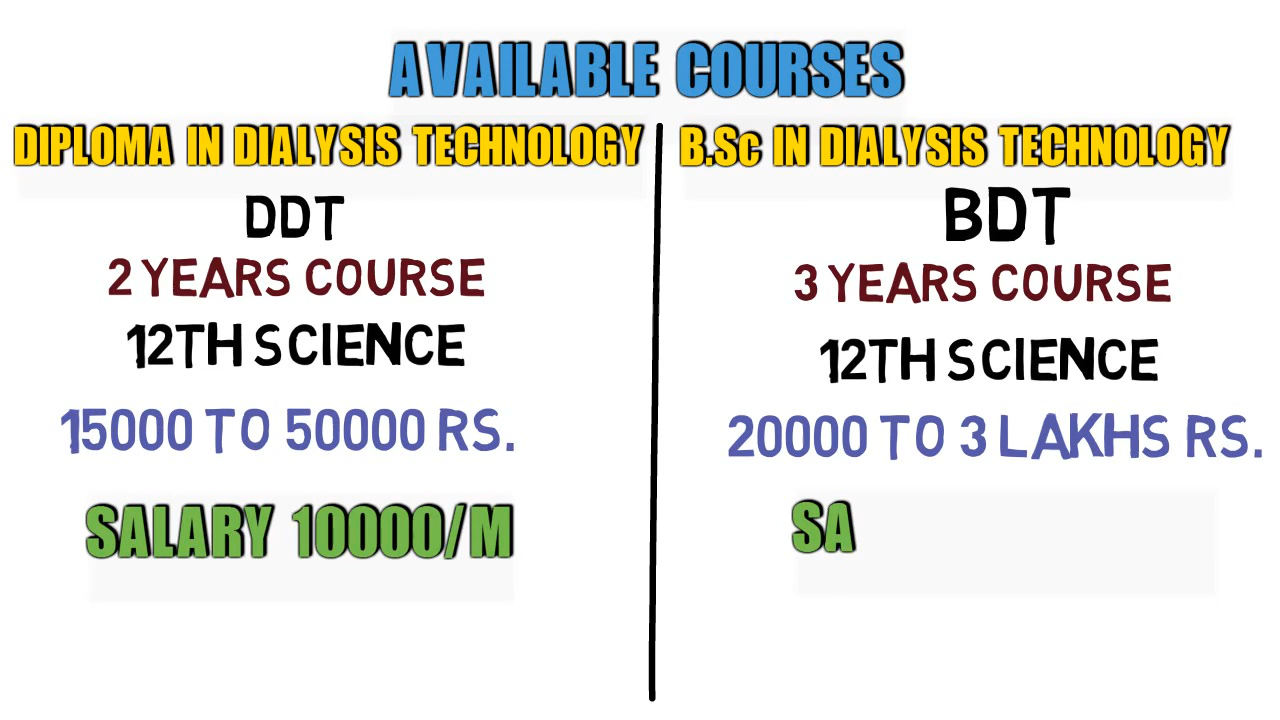 AVAILABLE COURSES
DIPLOMA IN DIALYSIS TECHNOLOGY
DDT
2 YEARS COURSE
12TH SCIENCE
15000 TO 50000 RS.
SALARY 10000/M
B.Sc IN DIALYSIS TECHNOLOGY
BDT
3 YEARS COURSE
12TH SCIENCE
20000 TO 3 LAKHS RS.
SA